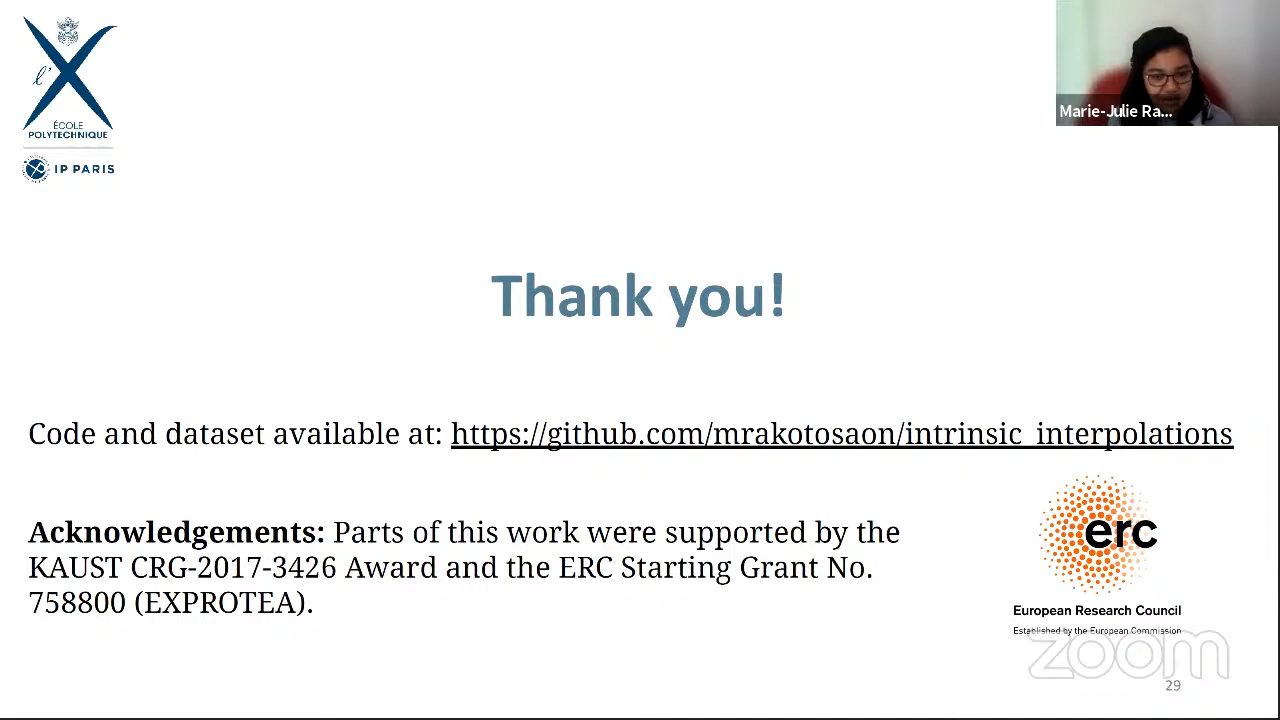 l'
ÉCOLE
POLYTECHNIQUE
IP PARIS
Marie-Julie Ra...
Thank you!
Code and dataset available at: https://github.com/mrakotosaon/intrinsic_interpolations
Acknowledgements: Parts of this work were supported by the
KAUST CRG-2017-3426 Award and the ERC Starting Grant No.
758800 (EXPROTEA).
erc
European Research Council
Established by the European Commission
zoom
29